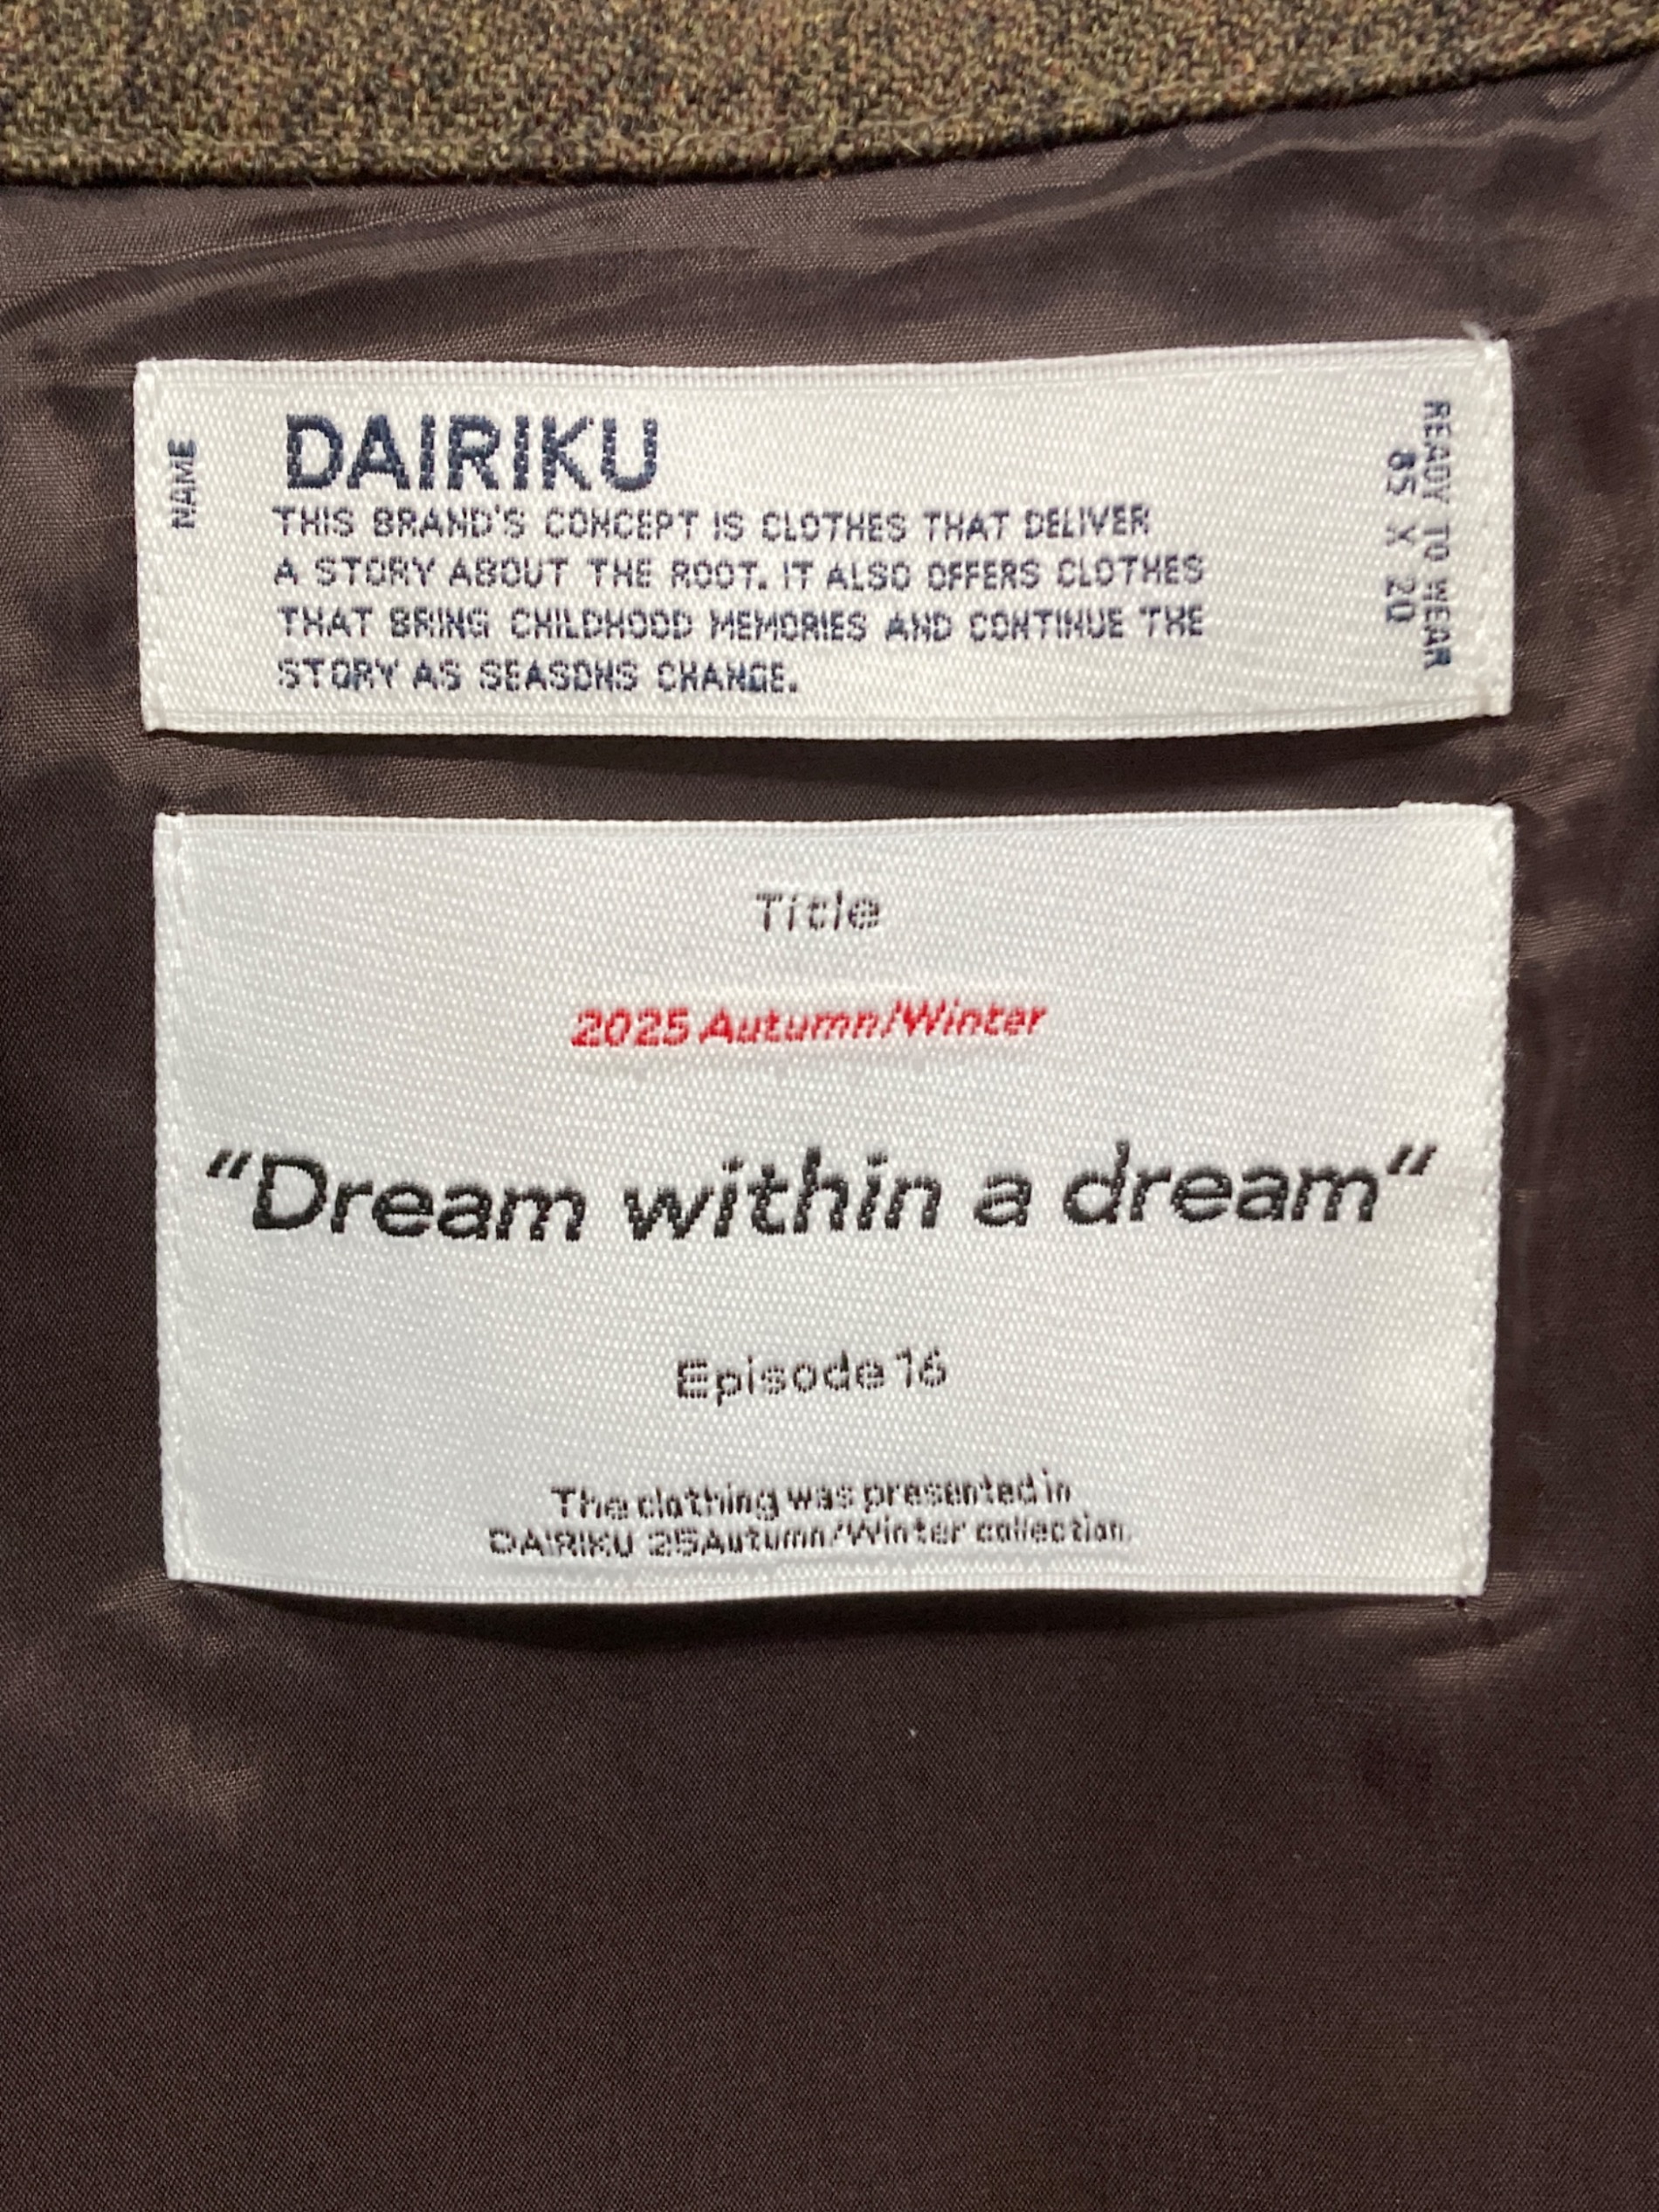 NAME
DAIRIKU
THIS BRAND'S CONCEPT IS CLOTHES THAT DELIVER
A STORY ABOUT THE ROOT. IT ALSO OFFERS CLOTHES
THAT BRING CHILDHOOD MEMORIES AND CONTINUE THE
STORY AS SEASONS CHANGE.
READY TO WEAR
85 X 20
Title
2025 Autumn/Winter
“Dream within a dream“
Episode 16
The clothing was presented in
DAIRIKU 25Autumn/Winter collection.